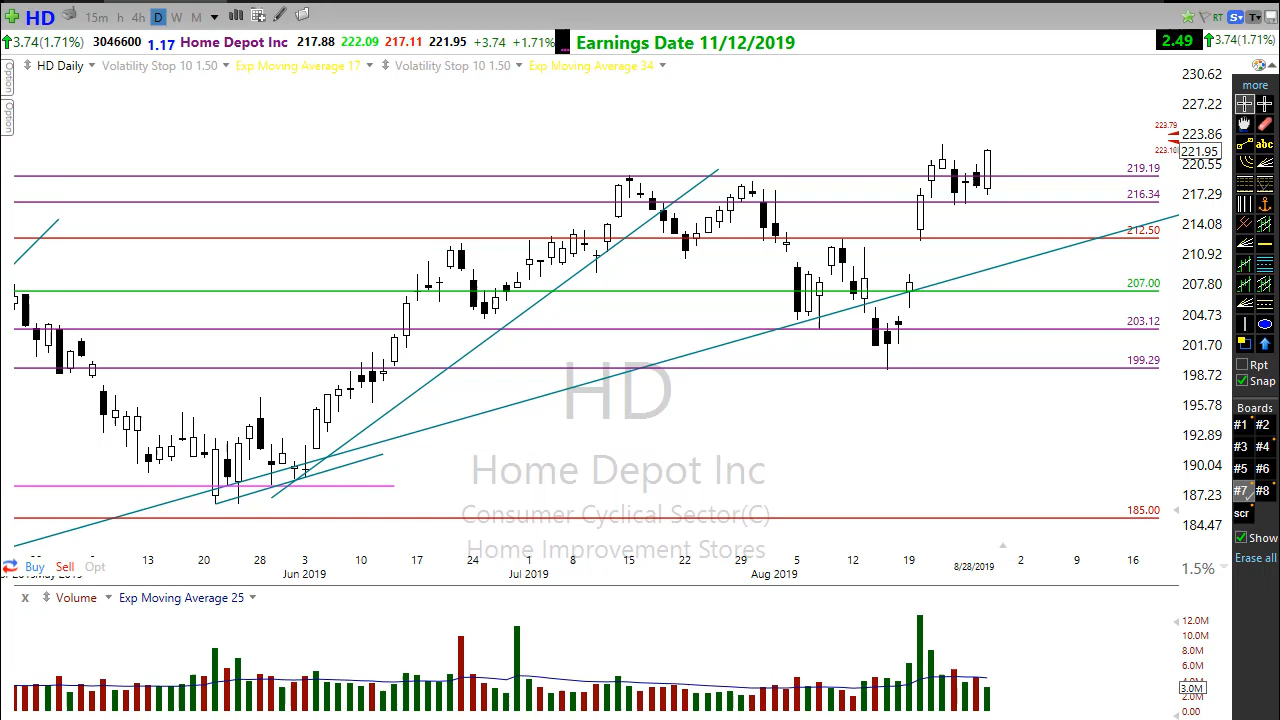 HD 15m h 4h D W M RT S T
3.74(1.71%) 3046600 1.17 Home Depot Inc 217.88 222.09 217.11 221.95 +3.74 +1.71% Earnings Date 11/12/2019 2.49 3.74(1.71%)
HD Daily Volatility Stop 10 1.50 Exp Moving Average 17 Volatility Stop 10 1.50 Exp Moving Average 34
Option
Option
230.62
227.22
223.86
221.95
220.55
217.29
214.08
210.92
207.80
204.73
201.70
198.72
195.78
192.89
190.04
187.23
184.47
1.5%
223.79
223.10
219.19
216.34
212.50
207.00
203.12
199.29
185.00
HD
Home Depot Inc
Consumer Cyclical Sector(C)
Home Improvement Stores
13 20 28 3 10 17 24 1 8 15 22 29 5 12 19 8/28/2019 2 9 16
Jun 2019 Jul 2019 Aug 2019
Buy Sell Opt
x Volume Exp Moving Average 25
12.0M
10.0M
8.0M
6.0M
3.0M
2.0M
0.00
more
abc
Rpt
Snap
Boards
#1 #2
#3 #4
#5 #6
#7 #8
scr
Show
Erase all